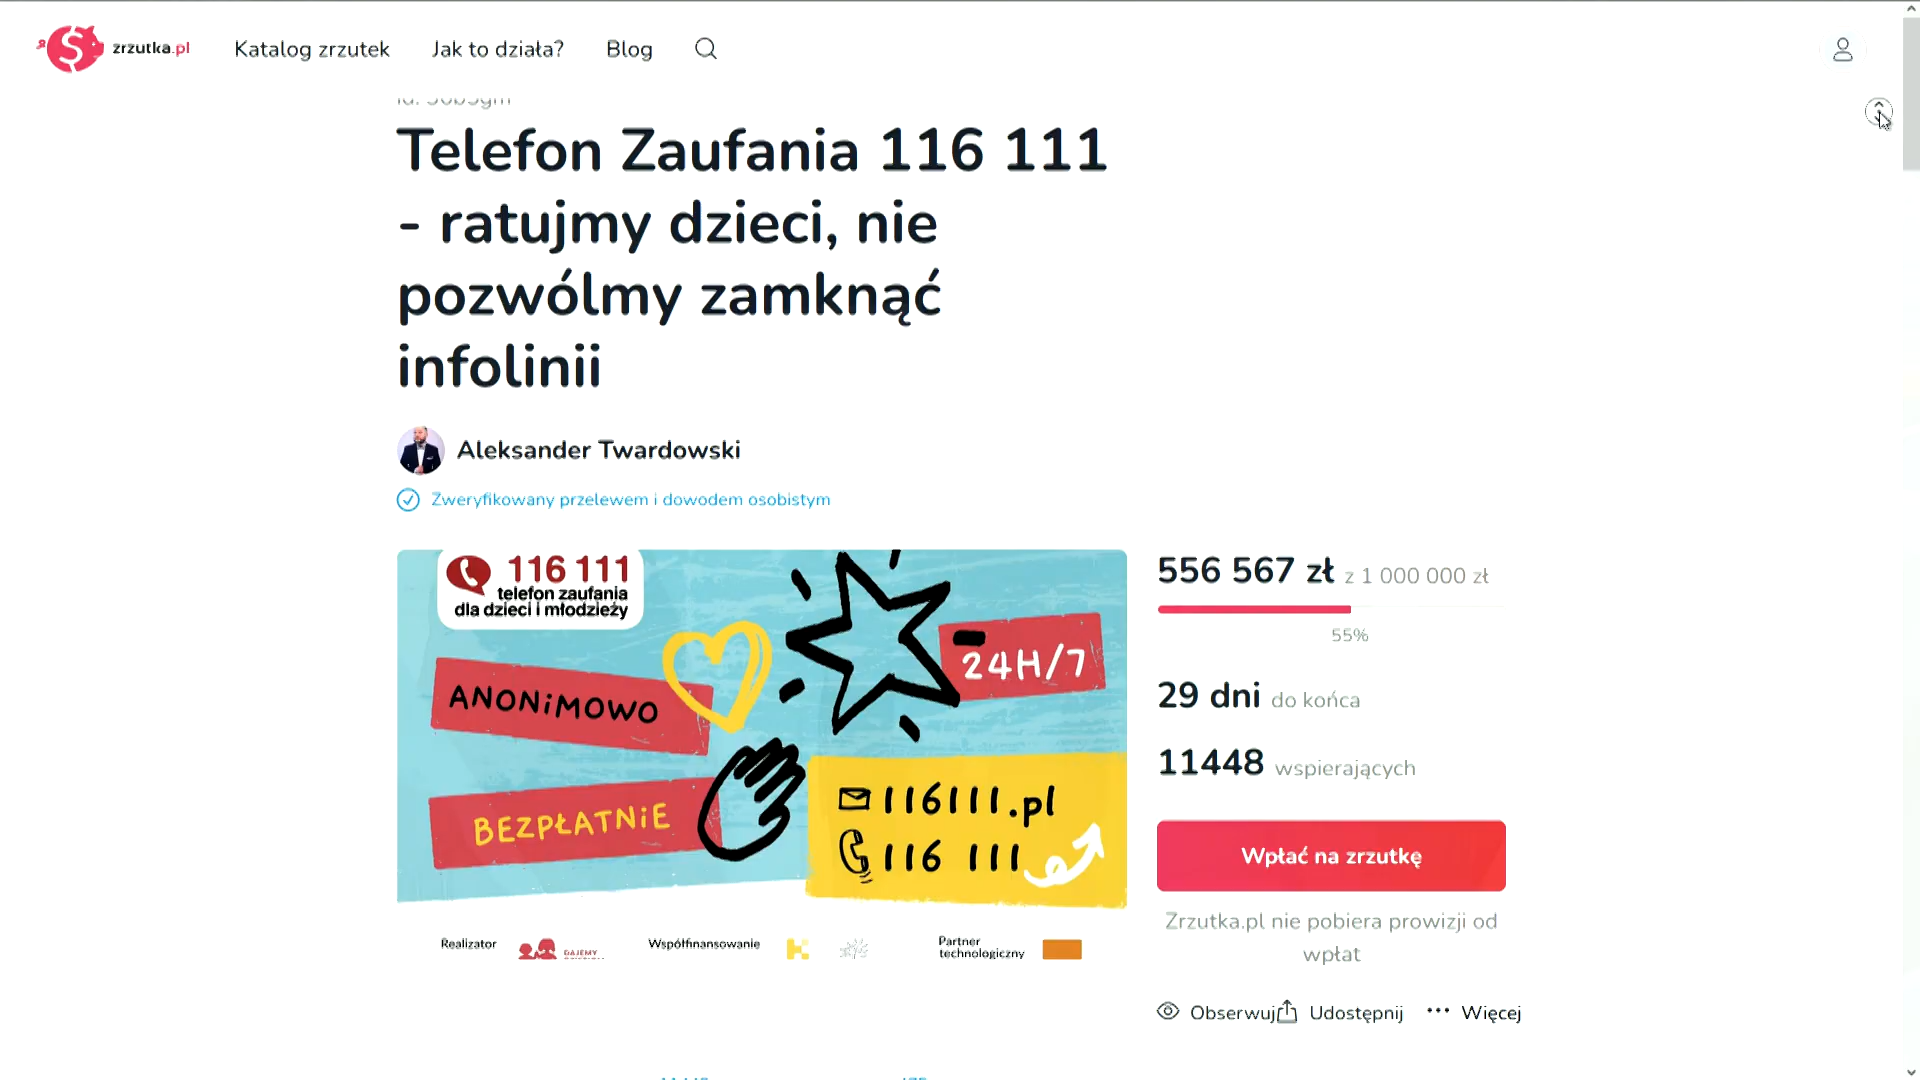 zrzutka.pl Katalog zrzutek Jak to działa? Blog
Telefon Zaufania 116 111
- ratujmy dzieci, nie
pozwólmy zamknąć
infolinii
Aleksander Twardowski
Zweryfikowany przelewem i dowodem osobistym
116 111
telefon zaufania
dla dzieci i młodzieży
ANONiMOWO
24H/7
BEZPŁATNiE
116111.pl
116 111
Realizator
DAJEMY
Współfinansowanie
Partner
technologiczny
556 567 zł z 1 000 000 zł
55%
29 dni do końca
11448 wspierających
Wpłać na zrzutkę
Zrzutka.pl nie pobiera prowizji od
wpłat
Obserwuj Udostępnij ··· Więcej